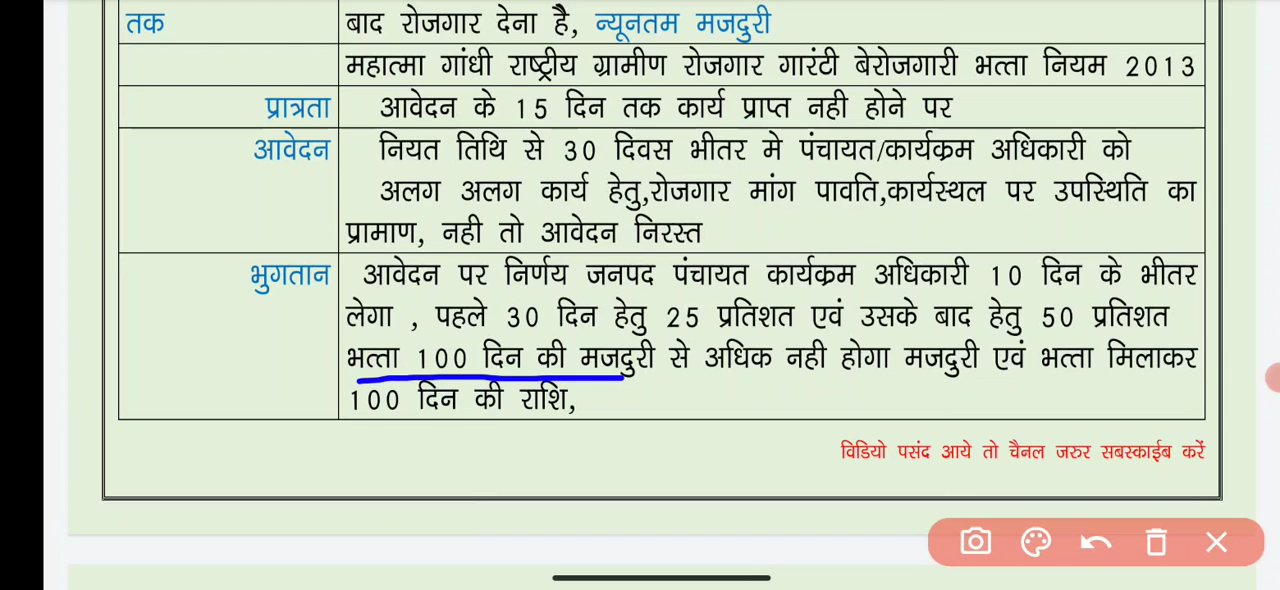 तक बाद रोजगार देना है, न्यूनतम मजदुरी
महात्मा गांधी राष्ट्रीय ग्रामीण रोजगार गारंटी बेरोजगारी भत्ता नियम 2013
प्रात्रता आवेदन के 15 दिन तक कार्य प्राप्त नही होने पर
आवेदन नियत तिथि से 30 दिवस भीतर मे पंचायत/कार्यक्रम अधिकारी को
अलग अलग कार्य हेतु,रोजगार मांग पावति,कार्यस्थल पर उपस्थिति का
प्रामाण, नही तो आवेदन निरस्त
भुगतान आवेदन पर निर्णय जनपद पंचायत कार्यक्रम अधिकारी 10 दिन के भीतर
लेगा , पहले 30 दिन हेतु 25 प्रतिशत एवं उसके बाद हेतु 50 प्रतिशत
भत्ता 100 दिन की मजदुरी से अधिक नही होगा मजदुरी एवं भत्ता मिलाकर
100 दिन की राशि,
विडियो पसंद आये तो चैनल जरुर सबस्काईब करें